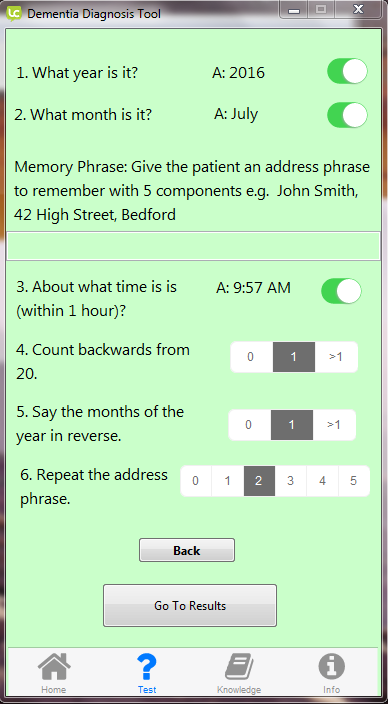 LC Dementia Diagnosis Tool
1. What year is it? A: 2016
2. What month is it? A: July
Memory Phrase: Give the patient an address phrase
to remember with 5 components e.g. John Smith,
42 High Street, Bedford
3. About what time is is A: 9:57 AM
(within 1 hour)?
4. Count backwards from
20.
0 1 >1
5. Say the months of the
year in reverse.
0 1 >1
6. Repeat the address
phrase.
0 1 2 3 4 5
Back
Go To Results
Home Test Knowledge Info